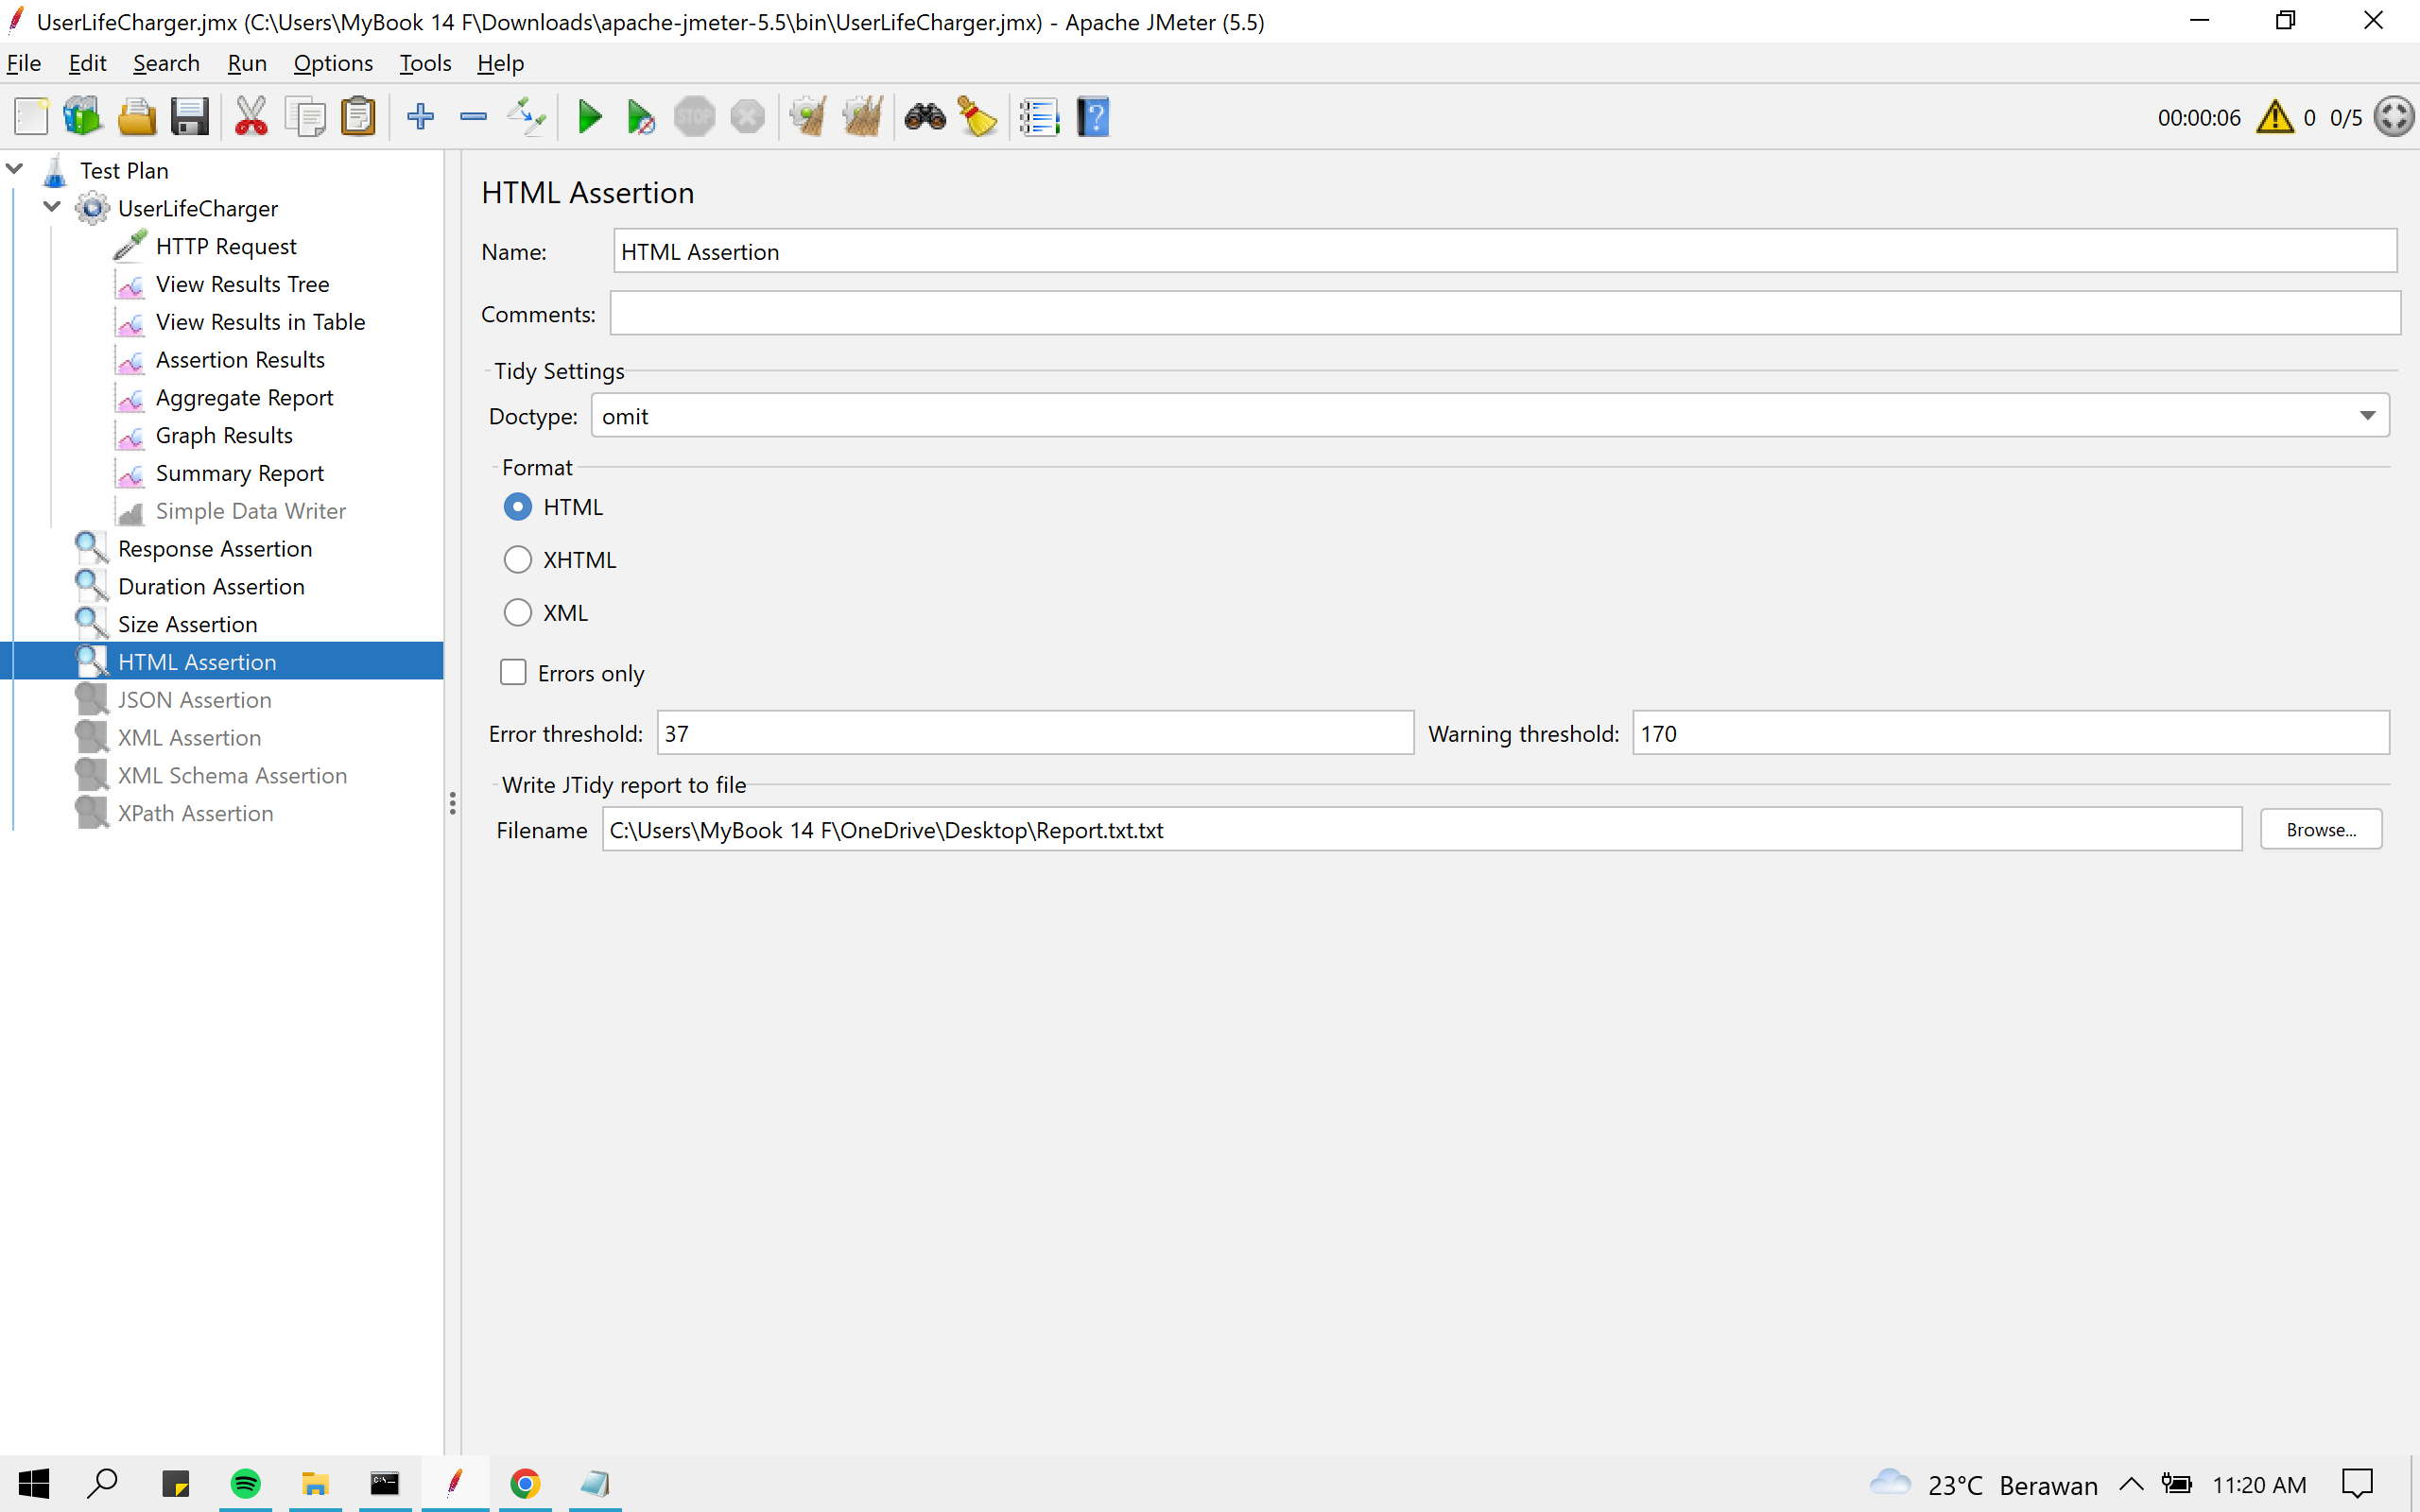 UserLifeCharger.jmx (C:\Users\MyBook 14 F\Downloads\apache-jmeter-5.5\bin\UserLifeCharger.jmx) - Apache JMeter (5.5)
File Edit Search Run Options Tools Help
STOP
00:00:06 0 0/5
Test Plan
UserLifeCharger
HTTP Request
View Results Tree
View Results in Table
Assertion Results
Aggregate Report
Graph Results
Summary Report
Simple Data Writer
Response Assertion
Duration Assertion
Size Assertion
HTML Assertion
JSON Assertion
XML Assertion
XML Schema Assertion
XPath Assertion
HTML Assertion
Name: HTML Assertion
Comments:
Tidy Settings
Doctype: omit
Format
HTML
XHTML
XML
Errors only
Error threshold: 37 Warning threshold: 170
Write JTidy report to file
Filename C:\Users\MyBook 14 F\OneDrive\Desktop\Report.txt.txt Browse...
23°C Berawan 11:20 AM